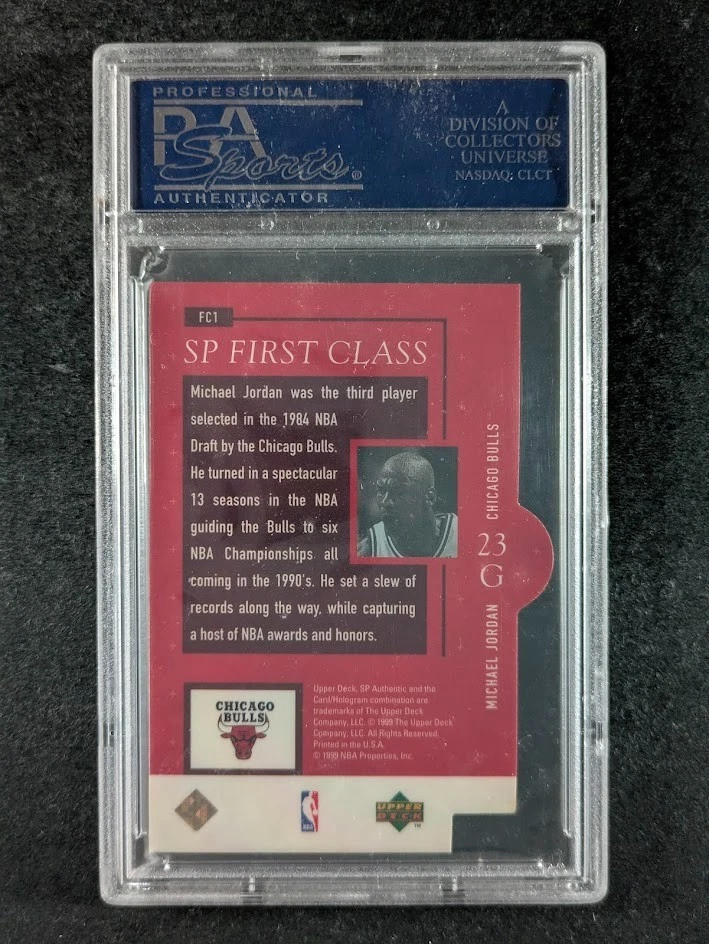 PROFESSIONAL
PSA
Sports®
AUTHENTICATOR
A
DIVISION OF
COLLECTORS
UNIVERSE
NASDAQ: CLCT
FC1
SP FIRST CLASS
Michael Jordan was the third player
selected in the 1984 NBA
Draft by the Chicago Bulls.
He turned in a spectacular
13 seasons in the NBA
guiding the Bulls to six
NBA Championships all
coming in the 1990's. He set a slew of
records along the way, while capturing
a host of NBA awards and honors.
CHICAGO BULLS
23
G
MICHAEL JORDAN
CHICAGO
BULLS
Upper Deck, SP Authentic and the
Card/Hologram combination are
trademarks of The Upper Deck
Company, LLC. © 1999 The Upper Deck
Company, LLC. All Rights Reserved.
Printed in the U.S.A.
© 1999 NBA Properties, Inc.
NBA
UPPER
DECK™